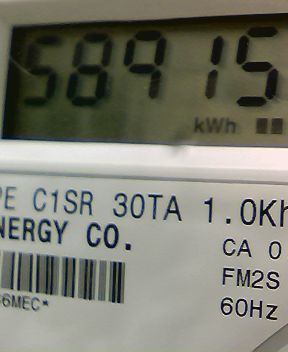 58915
kWh
PE C1SR 30TA 1.0Kh
NERGY CO.
CA 0
FM2S
6MEC*
60Hz